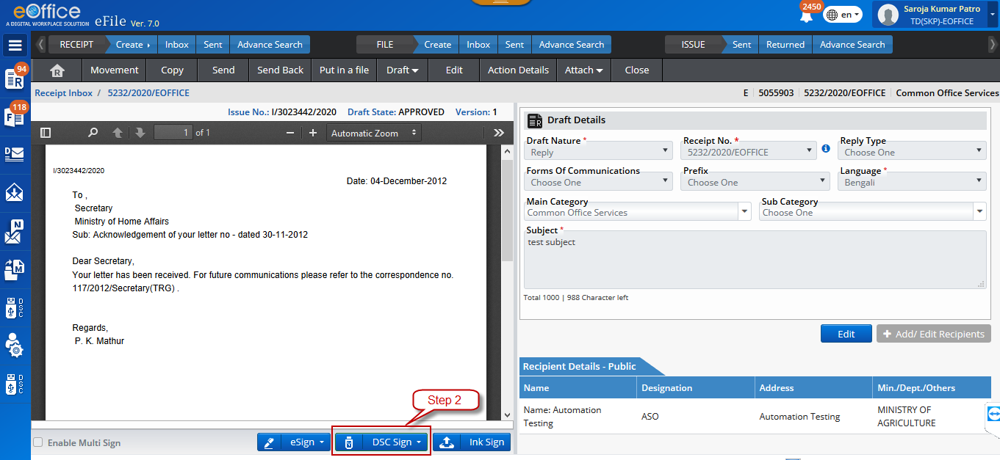 eOffice
A DIGITAL WORKPLACE SOLUTION
eFile Ver. 7.0
2450
en
Saroja Kumar Patro
TD(SKP)-EOFFICE
RECEIPT Create Inbox Sent Advance Search FILE Create Inbox Sent Advance Search ISSUE Sent Returned Advance Search
94
R
R Movement Copy Send Send Back Put in a file Draft Edit Action Details Attach Close
Receipt Inbox / 5232/2020/EOFFICE
E 5055903 5232/2020/EOFFICE Common Office Services
118
F
D
N
M
DSC
DSC
Issue No.: I/3023442/2020 Draft State: APPROVED Version: 1
1 of 1 Automatic Zoom
I/3023442/2020
Date: 04-December-2012
To ,
Secretary
Ministry of Home Affairs
Sub: Acknowledgement of your letter no - dated 30-11-2012
Dear Secretary,
Your letter has been received. For future communications please refer to the correspondence no.
117/2012/Secretary(TRG) .
Regards,
P. K. Mathur
Step 2
Enable Multi Sign eSign DSC Sign Ink Sign
R Draft Details
Draft Nature * Receipt No. * Reply Type
Reply 5232/2020/EOFFICE i Choose One
Forms Of Communications Prefix Language *
Choose One Choose One Bengali
Main Category Sub Category
Common Office Services Choose One
Subject *
test subject
Total 1000 | 988 Character left
Edit + Add/ Edit Recipients
Recipient Details - Public
Name Designation Address Min./Dept./Others
Name: Automation Testing ASO Automation Testing MINISTRY OF AGRICULTURE